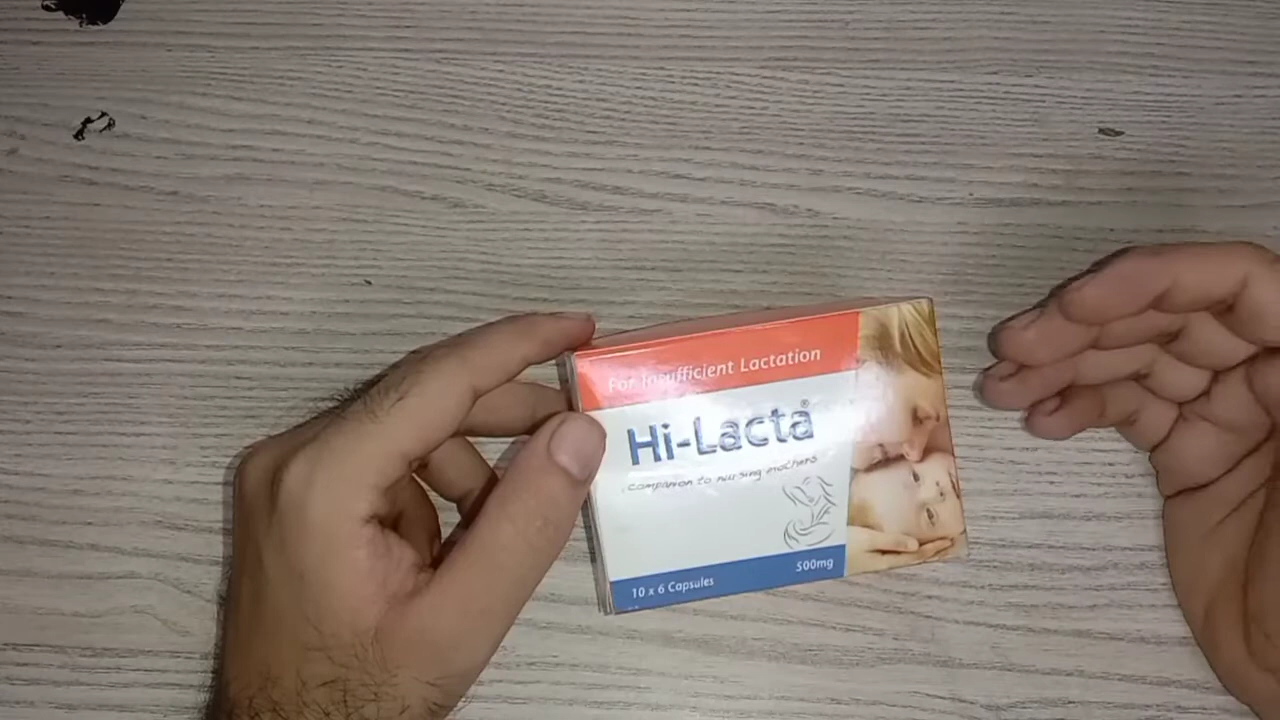 For Insufficient Lactation
Hi-Lacta®
companion to nursing mothers
10 x 6 Capsules
500mg